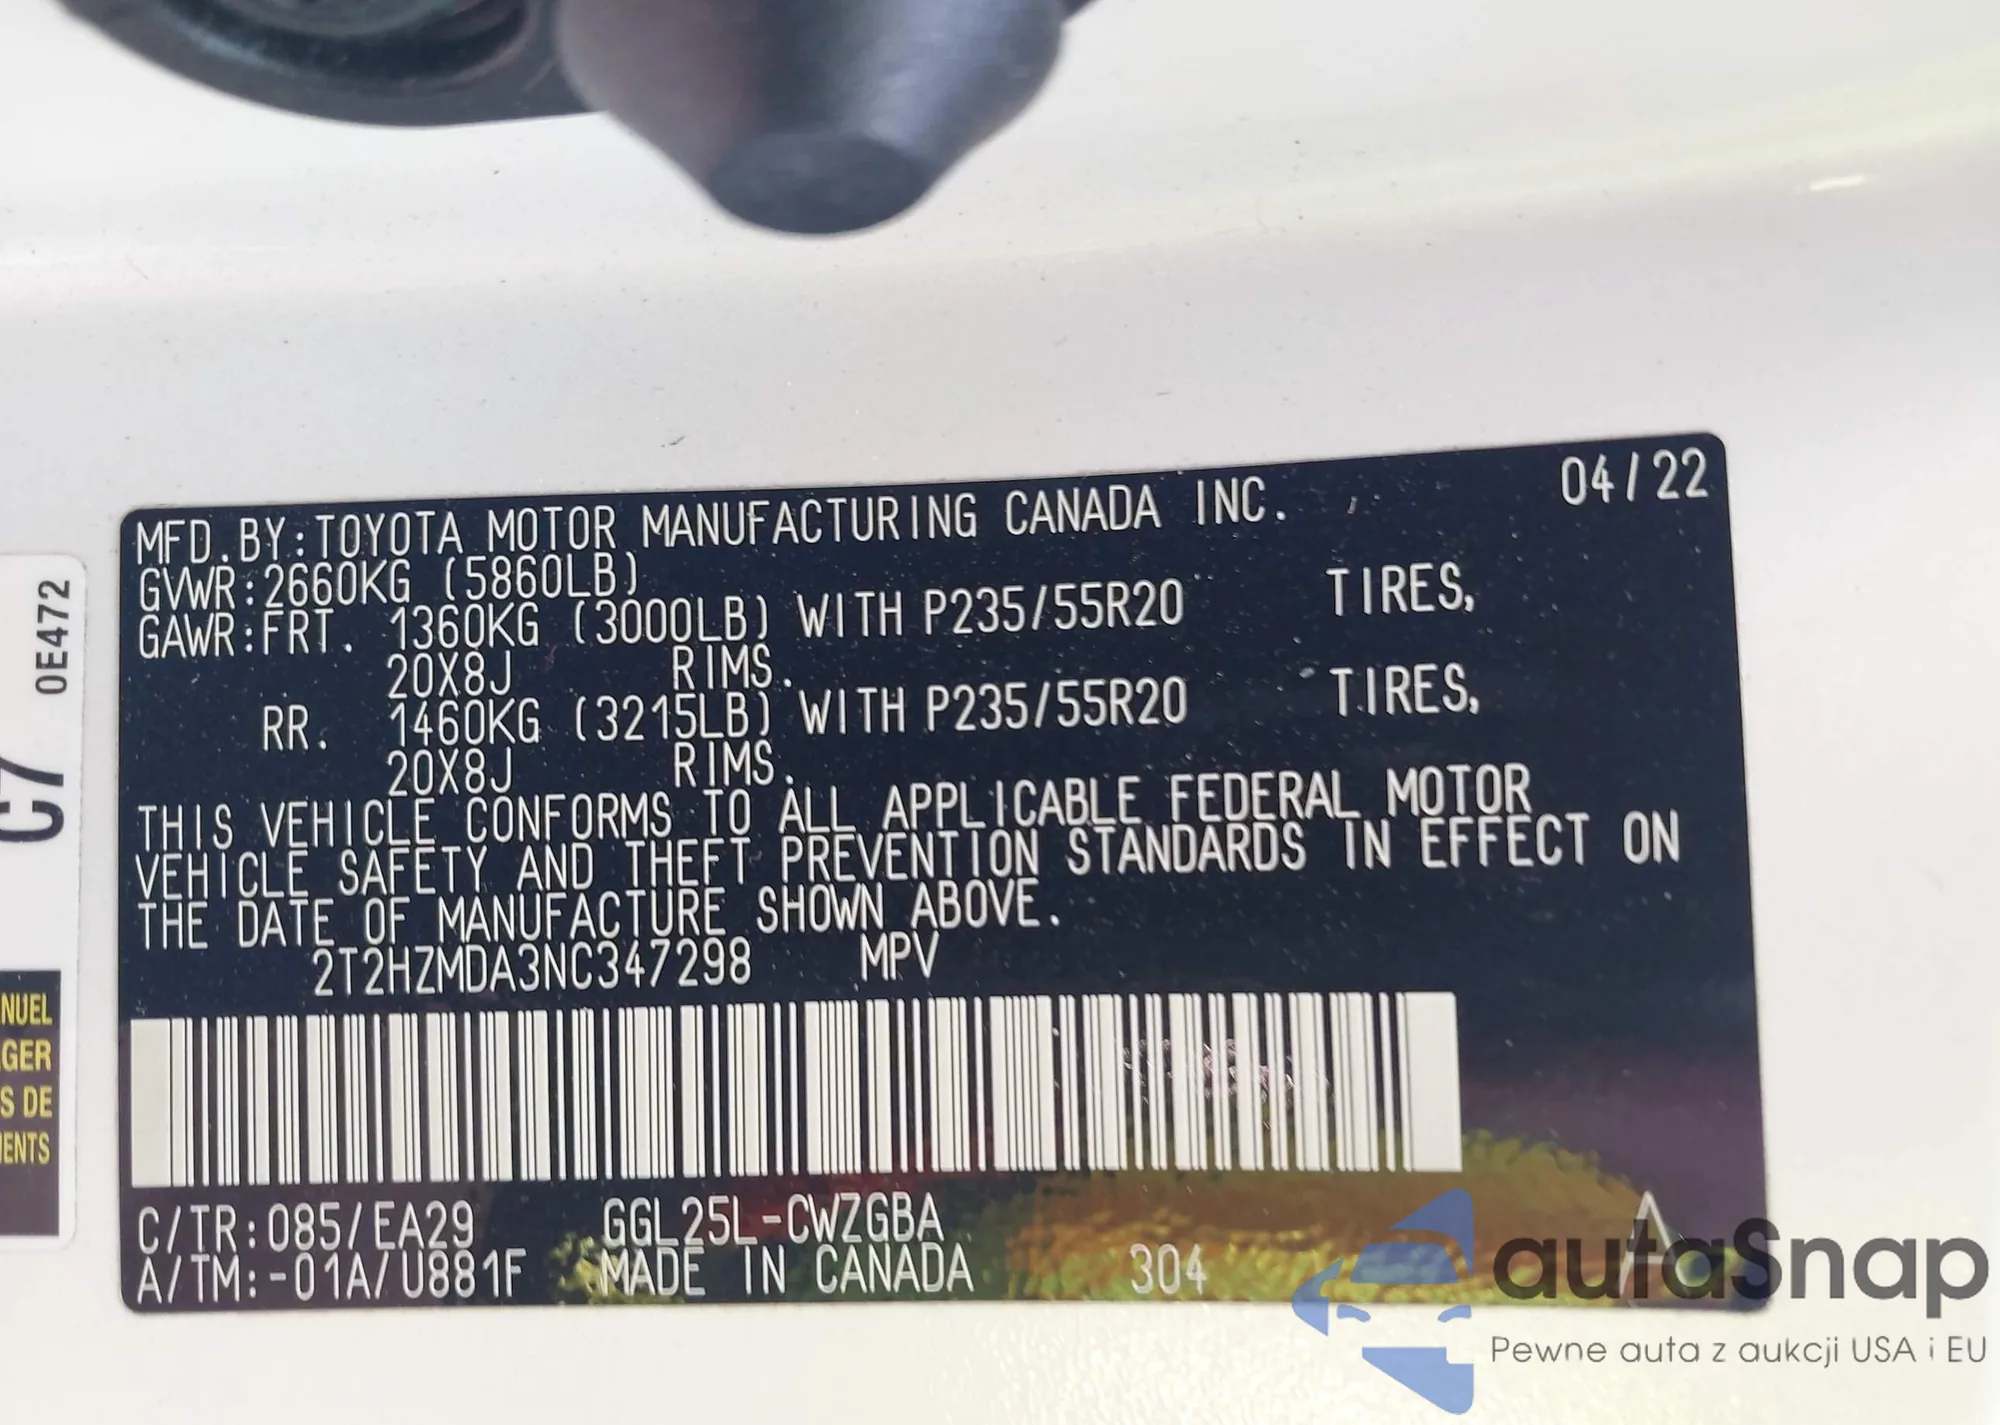 MFD.BY:TOYOTA MOTOR MANUFACTURING CANADA INC. 04/22
GVWR:2660KG (5860LB)
GAWR:FRT. 1360KG (3000LB) WITH P235/55R20 TIRES,
20X8J RIMS.
RR. 1460KG (3215LB) WITH P235/55R20 TIRES,
20X8J RIMS.
THIS VEHICLE CONFORMS TO ALL APPLICABLE FEDERAL MOTOR
VEHICLE SAFETY AND THEFT PREVENTION STANDARDS IN EFFECT ON
THE DATE OF MANUFACTURE SHOWN ABOVE.
2T2HZMDA3NC347298 MPV
C/TR:085/EA29 GGL25L-CWZGBA
A/TM:-01A/U881F MADE IN CANADA 304 A
0E472
C7
NUEL
GER
S DE
ENTS
autaSnap
Pewne auta z aukcji USA i EU